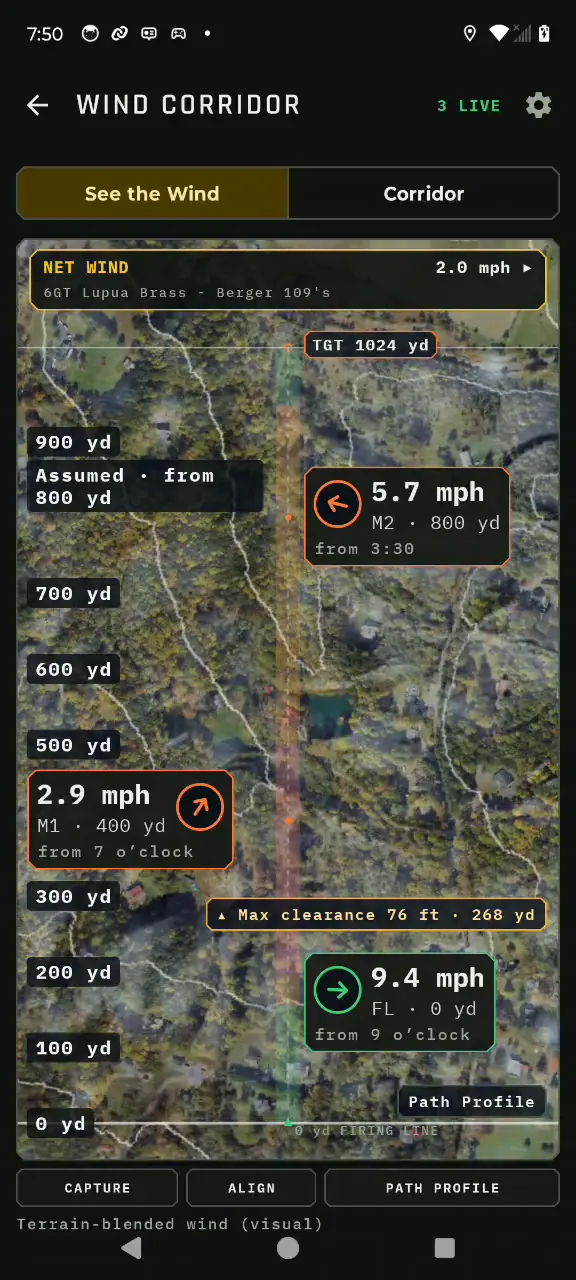 7:50
WIND CORRIDOR
3 LIVE
See the Wind
Corridor
NET WIND
2.0 mph ▸
6GT Lupua Brass - Berger 109's
TGT 1024 yd
900 yd
Assumed · from
800 yd
5.7 mph
M2 · 800 yd
from 3:30
700 yd
600 yd
500 yd
2.9 mph
M1 · 400 yd
from 7 o’clock
300 yd
▴ Max clearance 76 ft · 268 yd
200 yd
9.4 mph
FL · 0 yd
from 9 o’clock
100 yd
Path Profile
0 yd
0 yd FIRING LINE
CAPTURE
ALIGN
PATH PROFILE
Terrain-blended wind (visual)